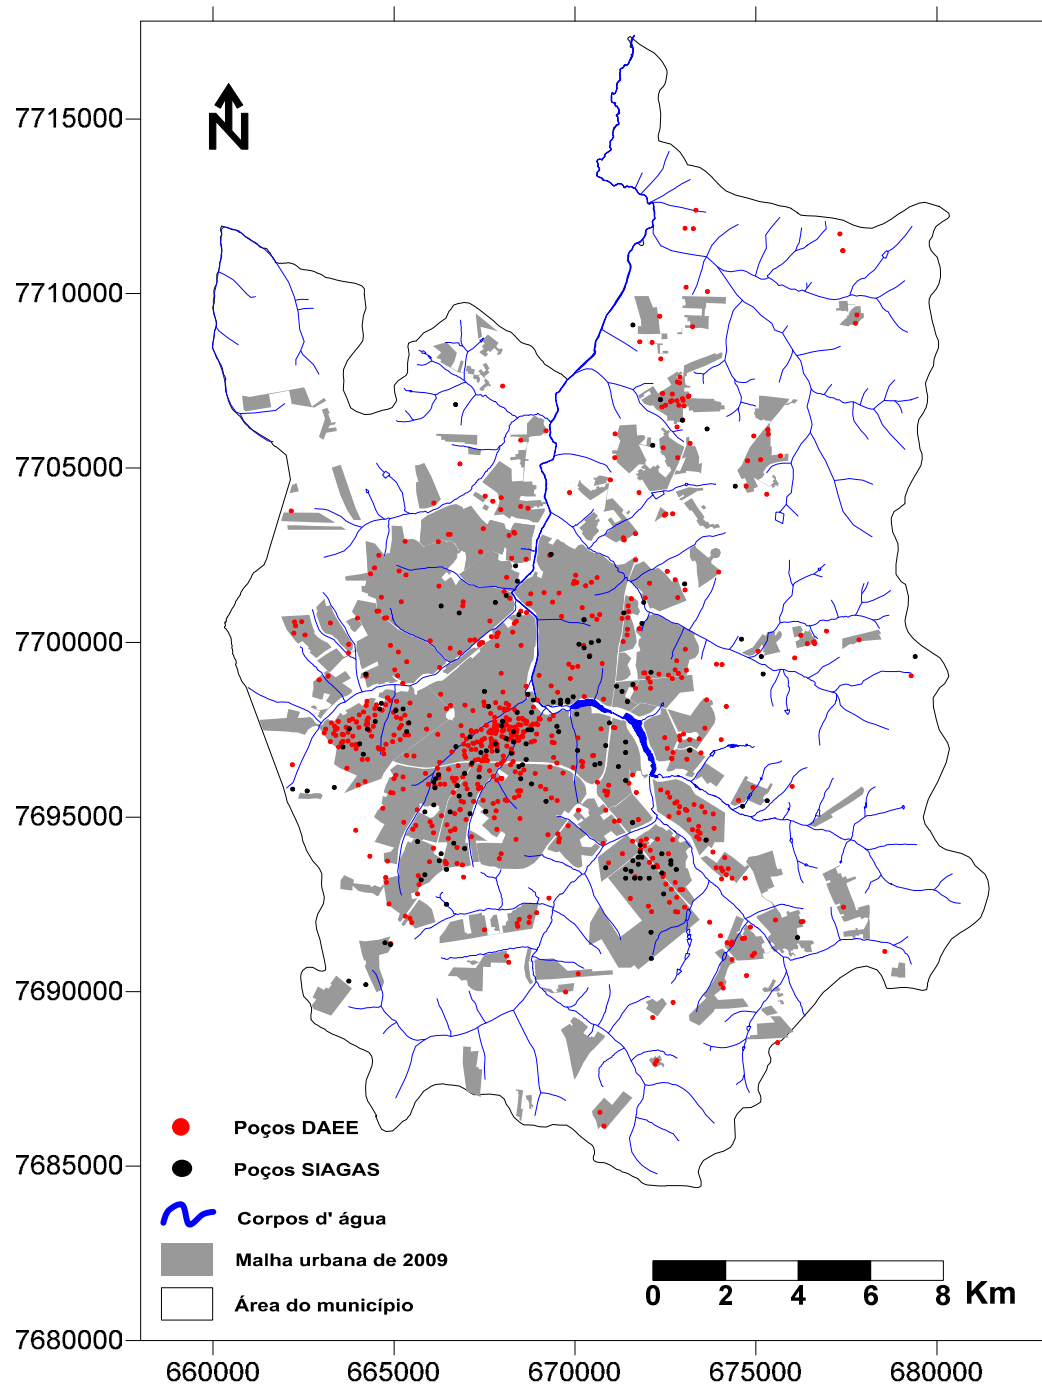 7715000
7710000
7705000
7700000
7695000
7690000
7685000
7680000
N
Poços DAEE
Poços SIAGAS
Corpos d' água
Malha urbana de 2009
Área do município
0 2 4 6 8 Km
660000 665000 670000 675000 680000